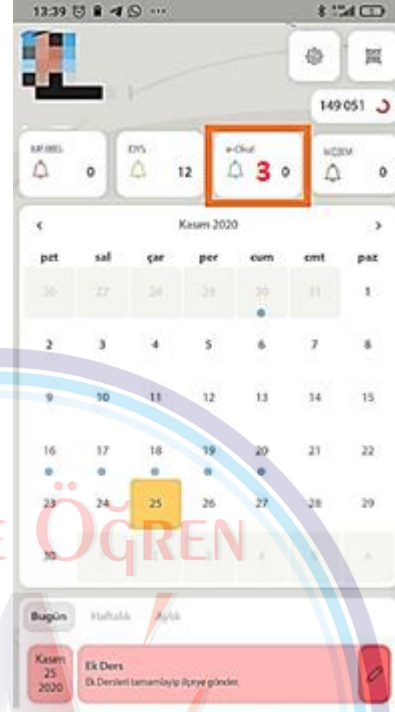 13:39
149 051
MEBBİS
0
DYS
12
e-Okul
3 0
0
< Kasım 2020 >
pzt sal çar per cum cmt paz
26 27 28 29 30 31 1
2 3 4 5 6 7 8
9 10 11 12 13 14 15
16 17 18 19 20 21 22
23 24 25 26 27 28 29
30
ÖĞREN
Bugün Haftalık Aylık
Kasım
25
2020
Ek Ders
Ek Dersleri tamamlayıp ilçeye gönder.